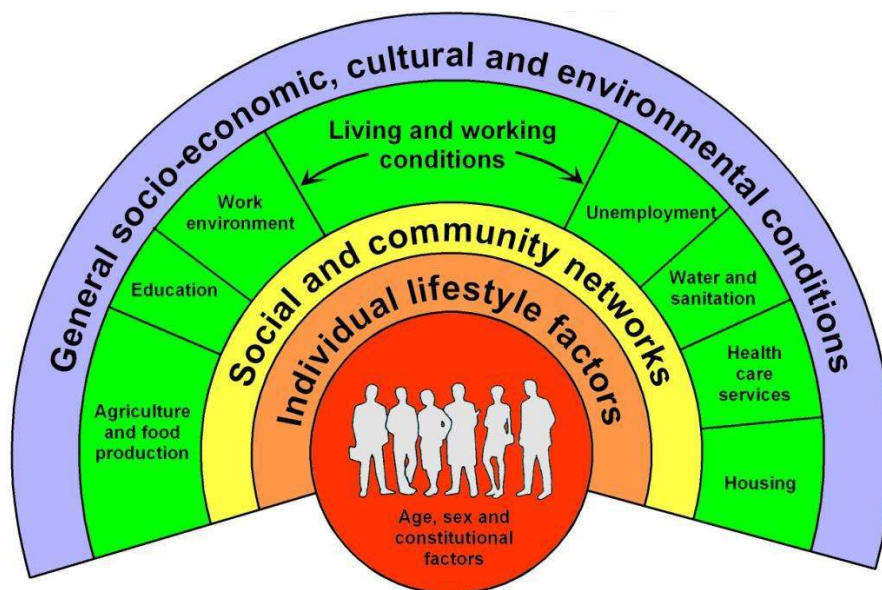 General socio-economic, cultural and environmental conditions
Living and working
conditions
Work
environment
Unemployment
Education
Water and
sanitation
Agriculture
and food
production
Health
care
services
Housing
Social and community networks
Individual lifestyle factors
Age, sex and
constitutional
factors